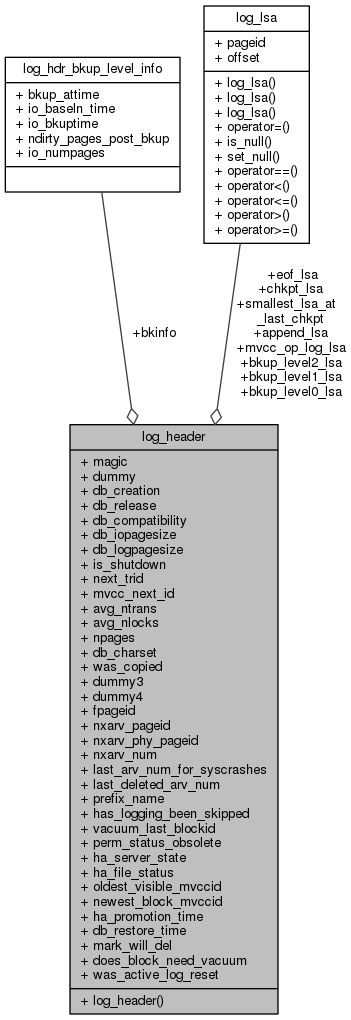 log_lsa
+ pageid
+ offset
+ log_lsa()
+ log_lsa()
+ log_lsa()
+ operator=()
+ is_null()
+ set_null()
+ operator==()
+ operator<()
+ operator<=()
+ operator>()
+ operator>=()
log_hdr_bkup_level_info
+ bkup_attime
+ io_baseln_time
+ io_bkuptime
+ ndirty_pages_post_bkup
+ io_numpages
+bkinfo
+eof_lsa
+chkpt_lsa
+smallest_lsa_at
_last_chkpt
+append_lsa
+mvcc_op_log_lsa
+bkup_level2_lsa
+bkup_level1_lsa
+bkup_level0_lsa
log_header
+ magic
+ dummy
+ db_creation
+ db_release
+ db_compatibility
+ db_iopagesize
+ db_logpagesize
+ is_shutdown
+ next_trid
+ mvcc_next_id
+ avg_ntrans
+ avg_nlocks
+ npages
+ db_charset
+ was_copied
+ dummy3
+ dummy4
+ fpageid
+ nxarv_pageid
+ nxarv_phy_pageid
+ nxarv_num
+ last_arv_num_for_syscrashes
+ last_deleted_arv_num
+ prefix_name
+ has_logging_been_skipped
+ vacuum_last_blockid
+ perm_status_obsolete
+ ha_server_state
+ ha_file_status
+ oldest_visible_mvccid
+ newest_block_mvccid
+ ha_promotion_time
+ db_restore_time
+ mark_will_del
+ does_block_need_vacuum
+ was_active_log_reset
+ log_header()